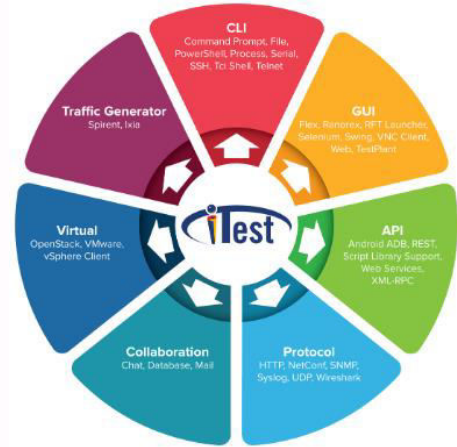 CLI
Command Prompt, File,
PowerShell, Process, Serial,
SSH, Tcl Shell, Telnet
Traffic Generator
Spirent, Ixia
GUI
Flex, Ranorex, RFT Launcher,
Selenium, Swing, VNC Client,
Web, TestPlant
iTest
Virtual
OpenStack, VMware,
vSphere Client
API
Android ADB, REST,
Script Library Support,
Web Services,
XML-RPC
Collaboration
Chat, Database, Mail
Protocol
HTTP, NetConf, SNMP,
Syslog, UDP, Wireshark